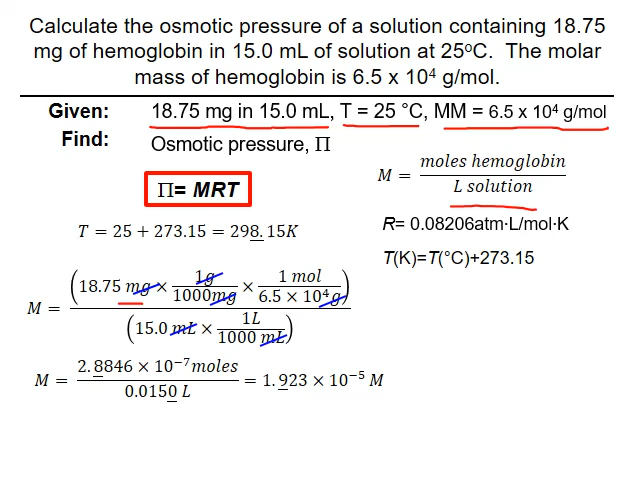 Calculate the osmotic pressure of a solution containing 18.75
mg of hemoglobin in 15.0 mL of solution at 25°C. The molar
mass of hemoglobin is 6.5 x 10⁴ g/mol.
Given: 18.75 mg in 15.0 mL, T = 25 °C, MM = 6.5 x 10⁴ g/mol
Find: Osmotic pressure, Π
M = moles hemoglobin / L solution
Π= MRT
R= 0.08206atm·L/mol·K
T = 25 + 273.15 = 298.15K
T(K)=T(°C)+273.15
M = (18.75 mg × 1g/1000mg × 1 mol/6.5 × 10⁴ g) / (15.0 mL × 1L/1000 mL)
M = 2.8846 × 10⁻⁷moles / 0.0150 L = 1.923 × 10⁻⁵ M